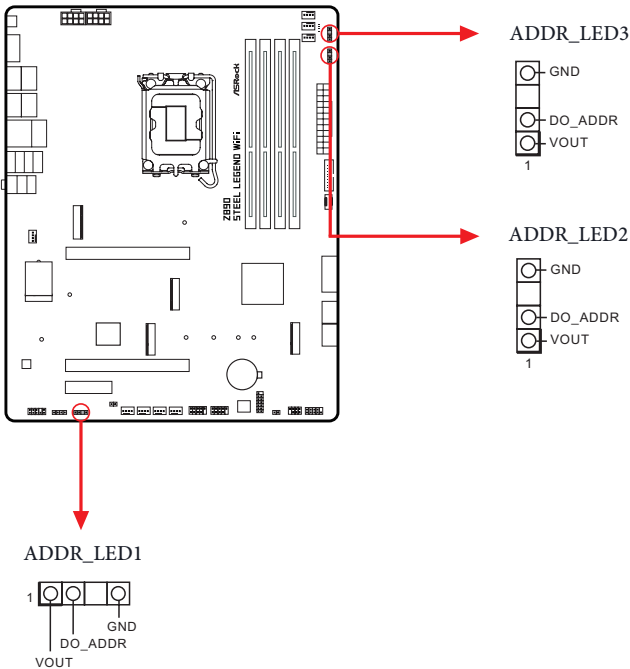 ADDR_LED3
GND
DO_ADDR
VOUT
1
ASRock
Z890
STEEL LEGEND WiFi
ADDR_LED2
GND
DO_ADDR
VOUT
1
ADDR_LED1
1
GND
DO_ADDR
VOUT